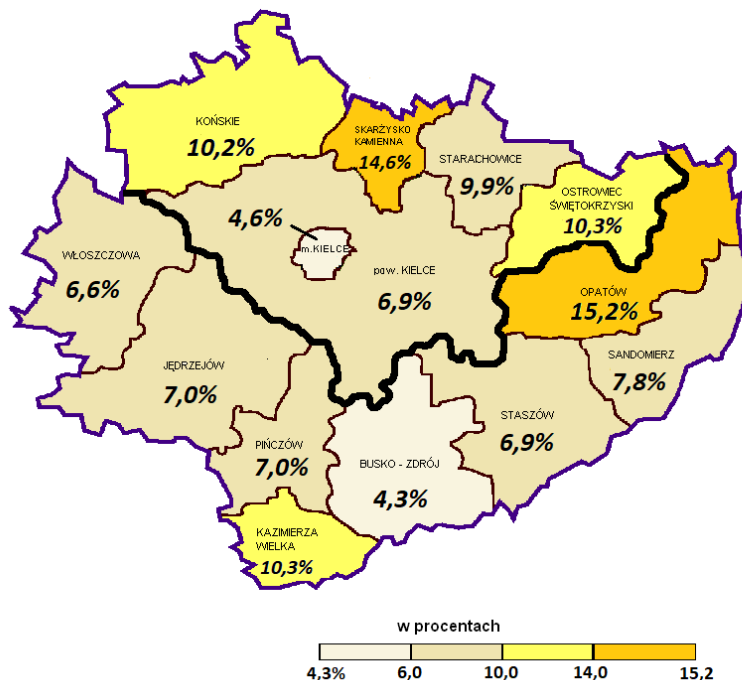 KOŃSKIE
10,2%
SKARŻYSKO
KAMIENNA
14,6%
STARACHOWICE
9,9%
OSTROWIEC
ŚWIĘTOKRZYSKI
10,3%
4,6%
m.KIELCE
WŁOSZCZOWA
6,6%
pow. KIELCE
6,9%
OPATÓW
15,2%
SANDOMIERZ
7,8%
JĘDRZEJÓW
7,0%
STASZÓW
6,9%
PIŃCZÓW
7,0%
BUSKO - ZDRÓJ
4,3%
KAZIMIERZA
WIELKA
10,3%
w procentach
4,3% 6,0 10,0 14,0 15,2